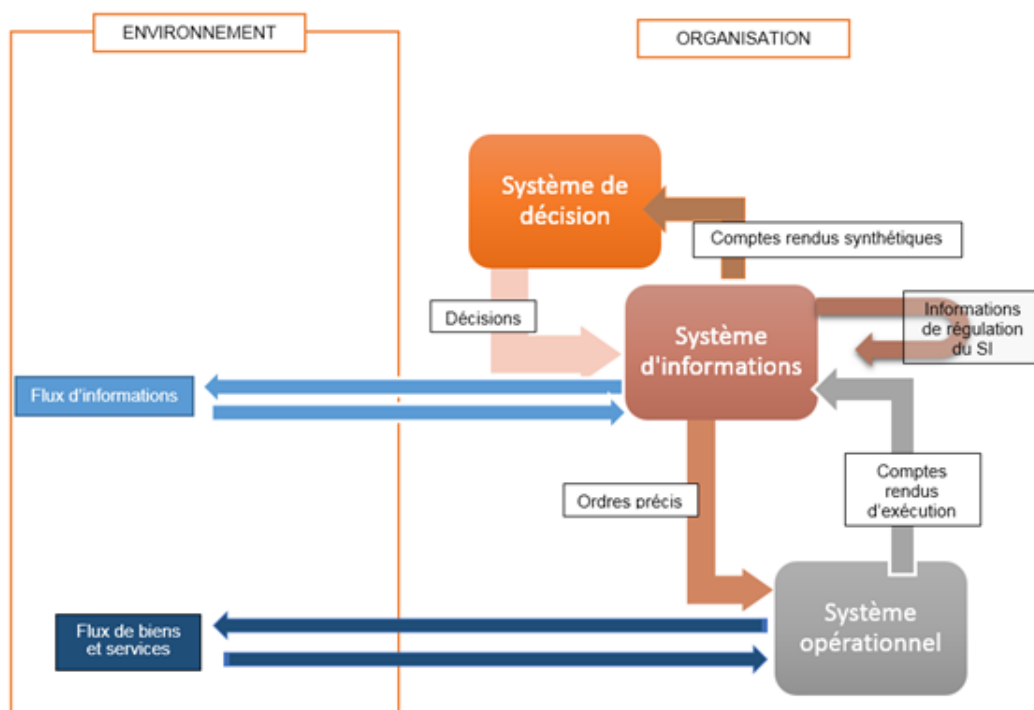 ENVIRONNEMENT
ORGANISATION
Système de
décision
Comptes rendus synthétiques
Décisions
Système
d'informations
Informations
de régulation
du SI
Flux d'informations
Ordres précis
Comptes
rendus
d'exécution
Flux de biens
et services
Système
opérationnel